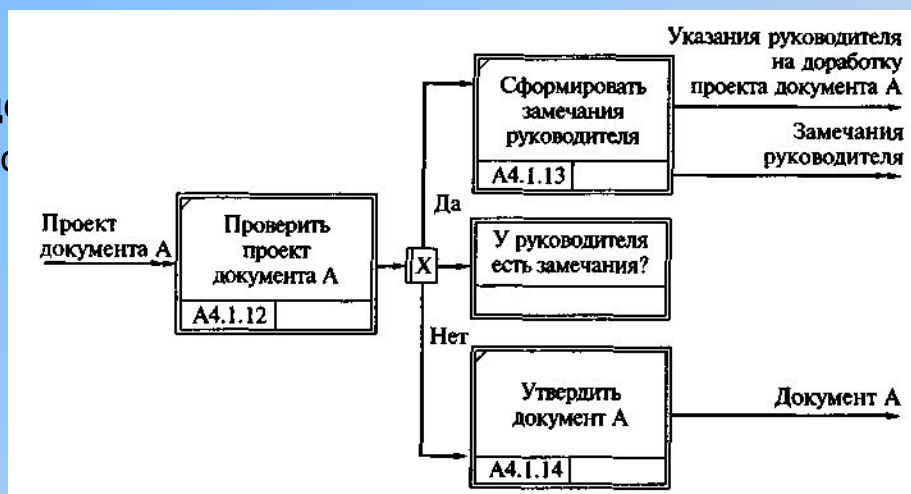 Указания руководителя
на доработку
проекта документа А
Сформировать
замечания
руководителя
А4.1.13
Замечания
руководителя
Да
Проект
документа А
Проверить
проект
документа А
А4.1.12
X
У руководителя
есть замечания?
Нет
Утвердить
документ А
А4.1.14
Документ А